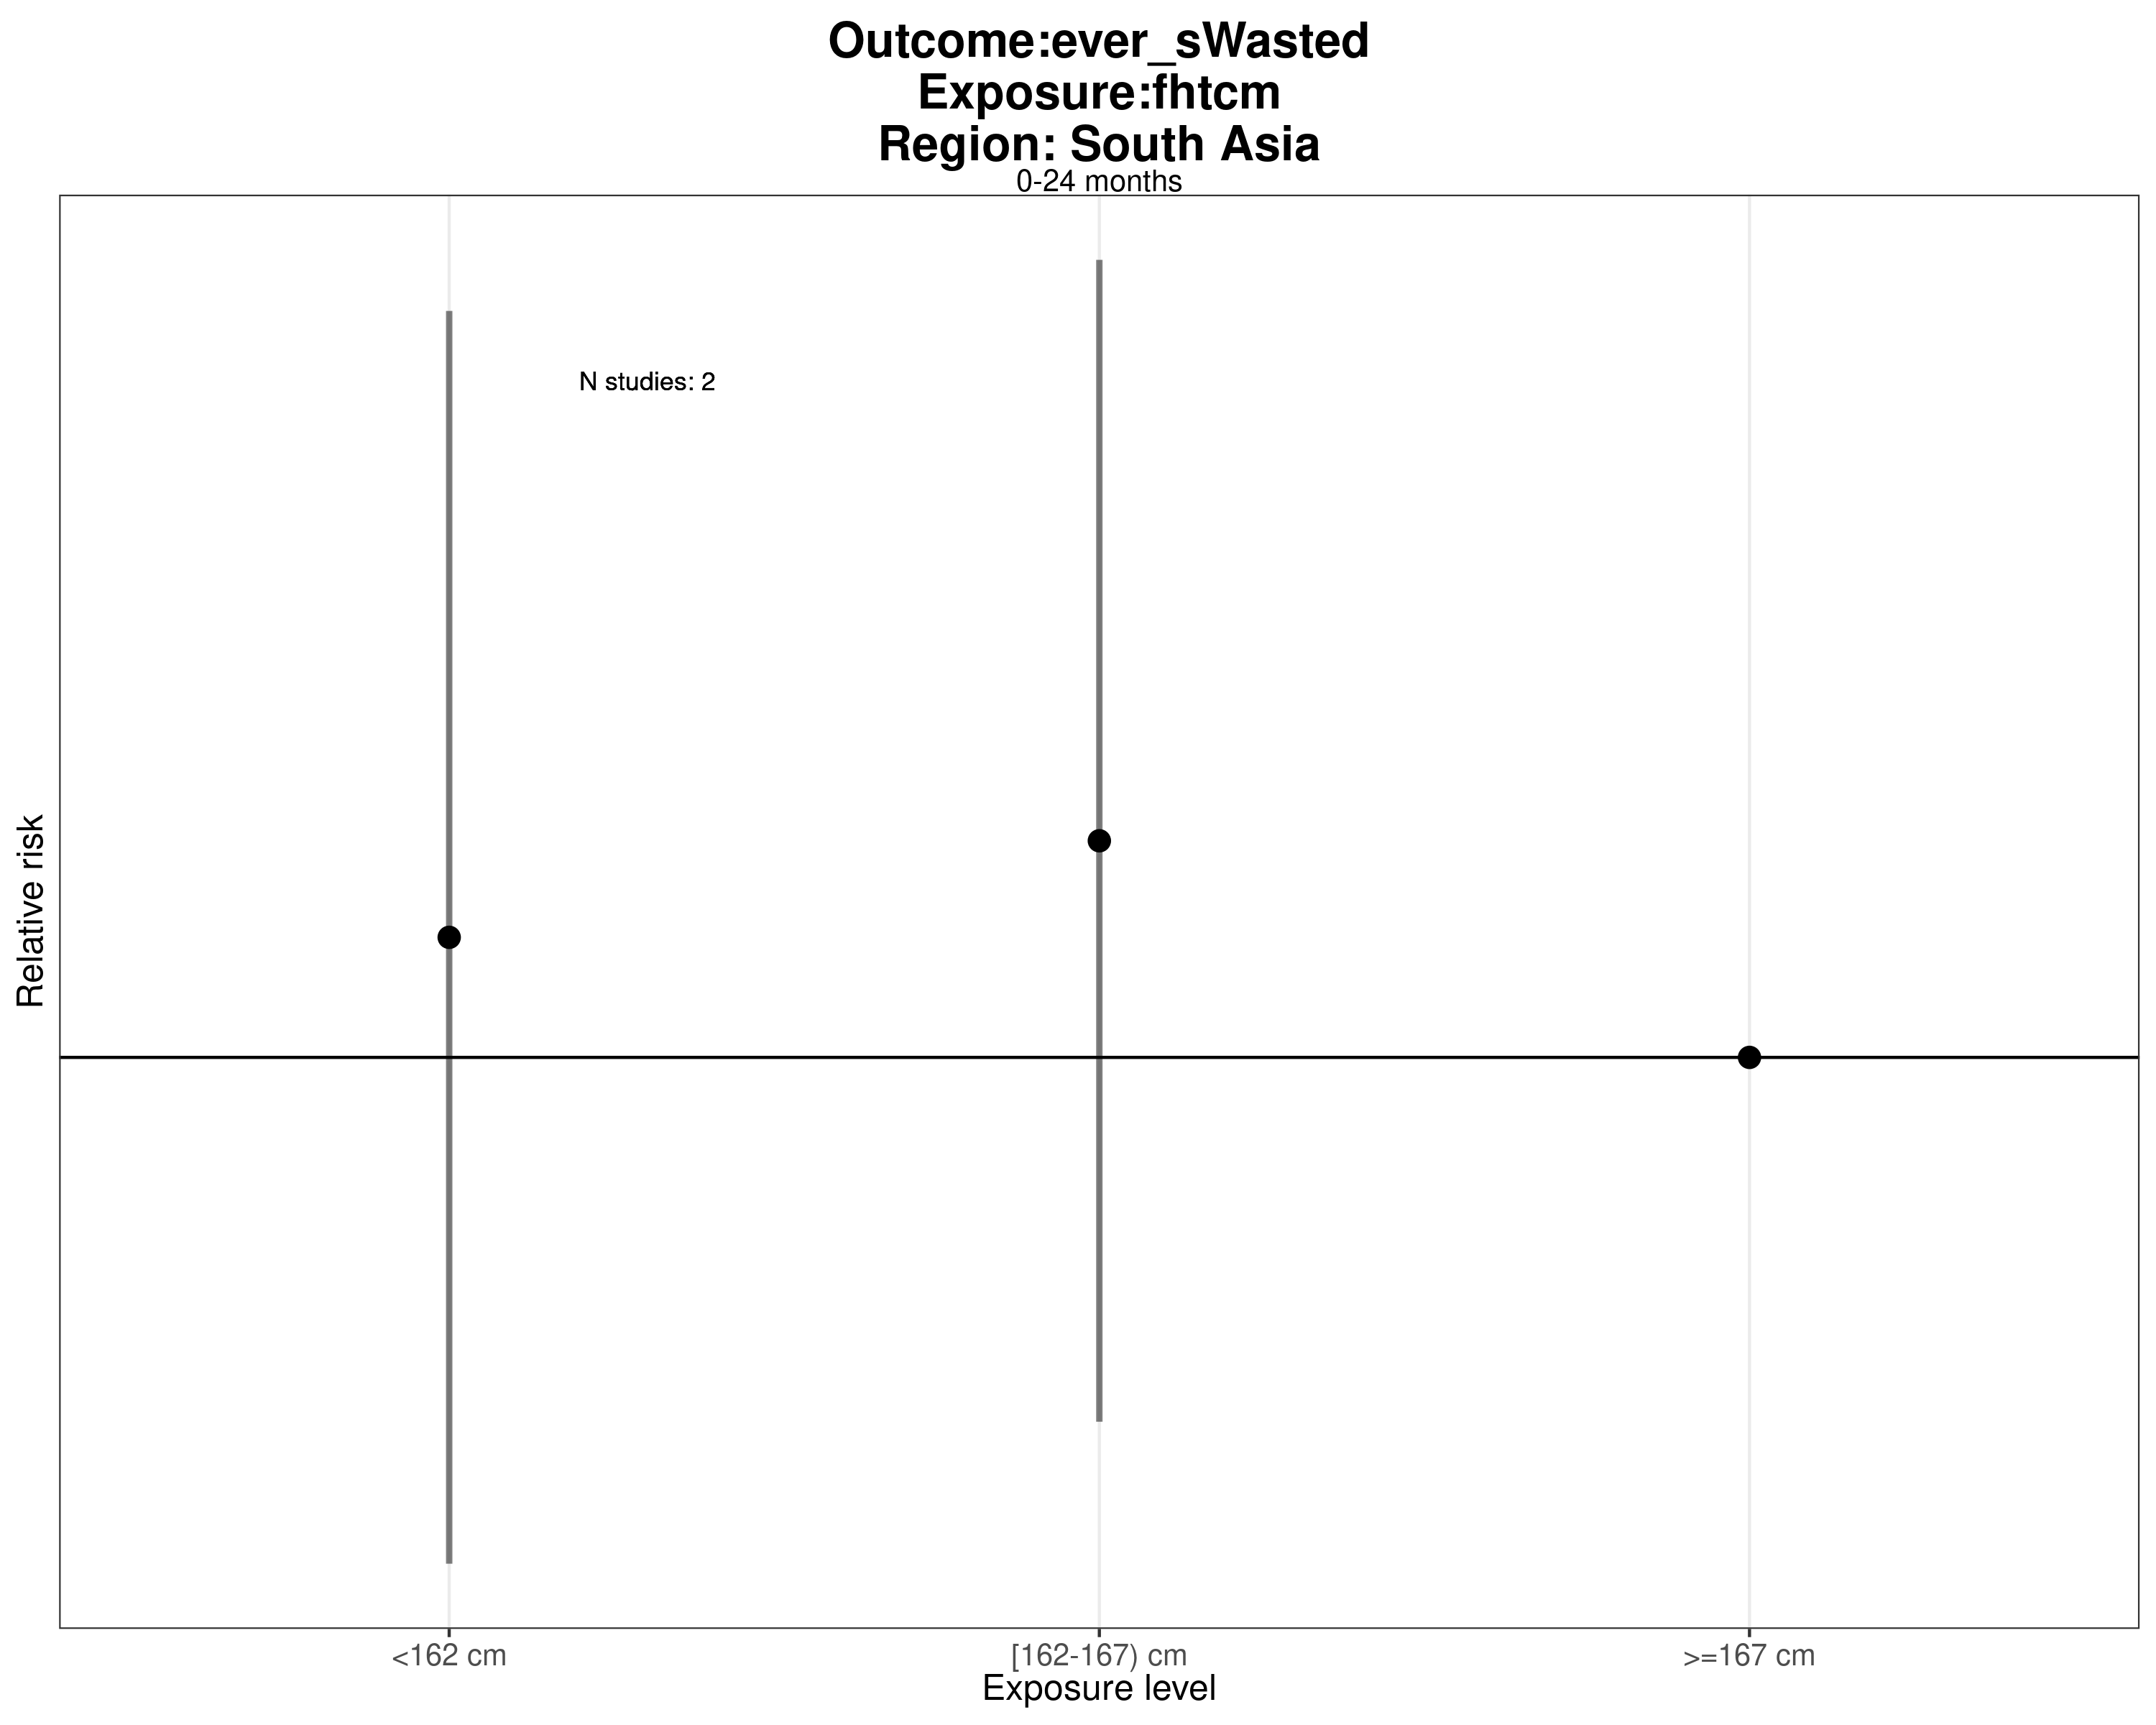 Outcome:ever_sWasted
Exposure:fhtcm
Region: South Asia
0-24 months
N studies: 2
Relative risk
<162 cm
[162-167) cm
>=167 cm
Exposure level